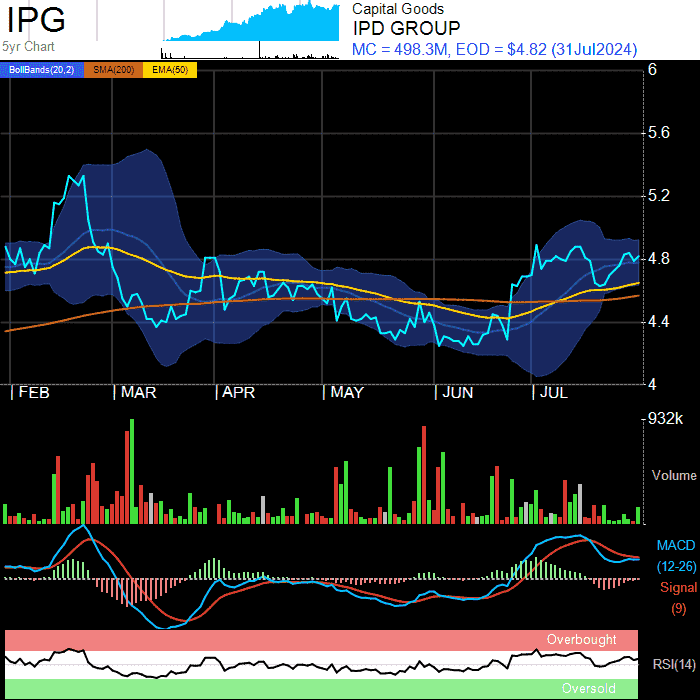 IPG
5yr Chart
Capital Goods
IPD GROUP
MC = 498.3M, EOD = $4.82 (31Jul2024)
BollBands(20,2) SMA(200) EMA(50)
6
5.6
5.2
4.8
4.4
4
FEB MAR APR MAY JUN JUL
932k
Volume
MACD
(12-26)
Signal
(9)
Overbought
RSI(14)
Oversold